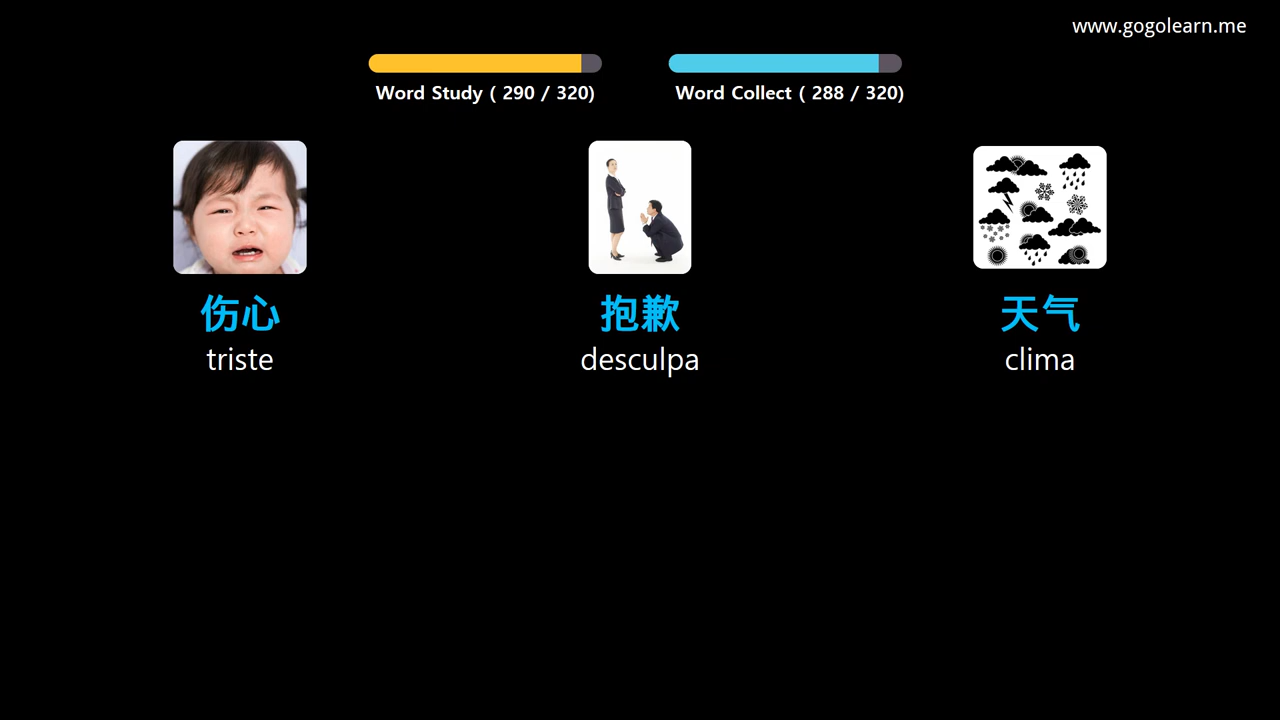 www.gogolearn.me
Word Study ( 290 / 320)
Word Collect ( 288 / 320)
伤心
抱歉
天气
triste
desculpa
clima